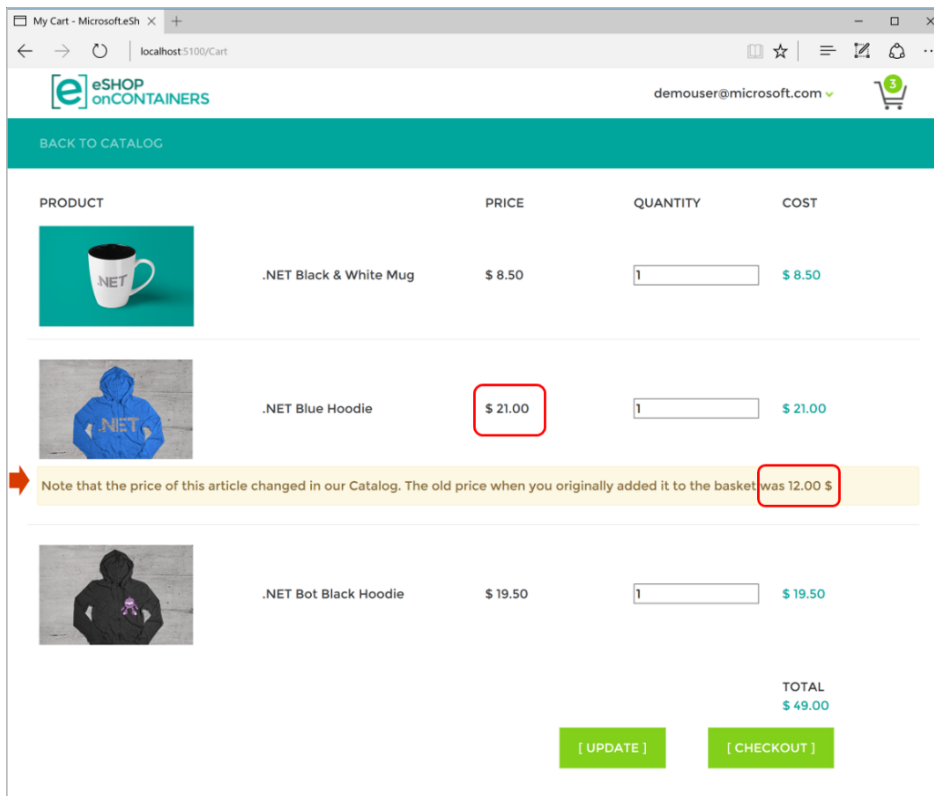 My Cart - Microsoft.eSh
localhost:5100/Cart
eSHOP
onCONTAINERS
demouser@microsoft.com
3
BACK TO CATALOG
PRODUCT PRICE QUANTITY COST
.NET
.NET Black & White Mug $ 8.50 1 $ 8.50
.NET
.NET Blue Hoodie $ 21.00 1 $ 21.00
Note that the price of this article changed in our Catalog. The old price when you originally added it to the basket was 12.00 $
.NET Bot Black Hoodie $ 19.50 1 $ 19.50
TOTAL
$ 49.00
[ UPDATE ] [ CHECKOUT ]